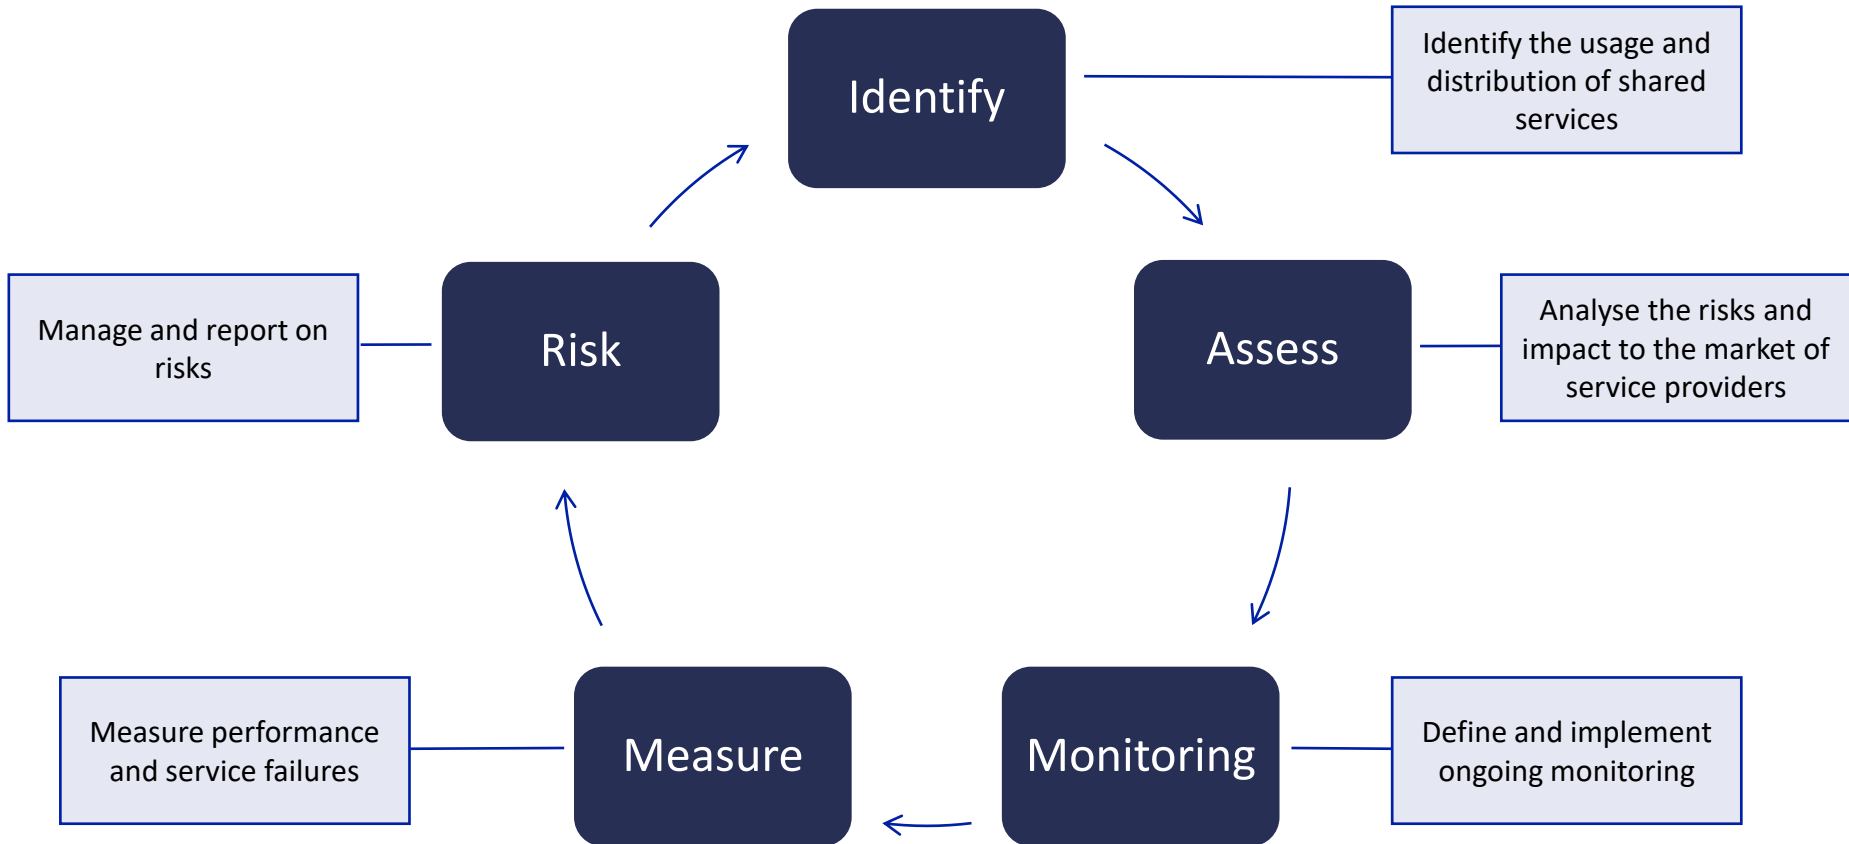 Identify
Identify the usage and
distribution of shared
services
Assess
Analyse the risks and
impact to the market of
service providers
Monitoring
Define and implement
ongoing monitoring
Measure
Measure performance
and service failures
Risk
Manage and report on
risks